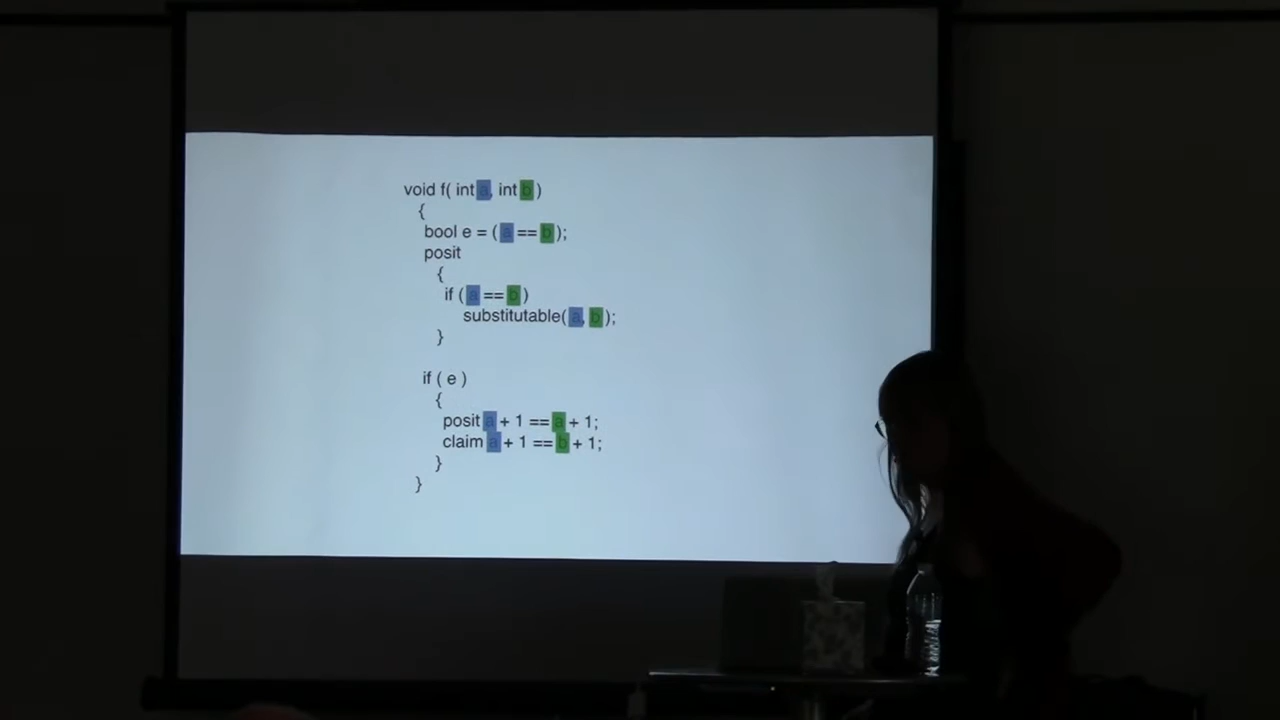 void f( int a, int b )
{
bool e = ( a == b );
posit
{
if ( a == b )
substitutable( a, b );
}
if ( e )
{
posit a + 1 == a + 1;
claim a + 1 == b + 1;
}
}